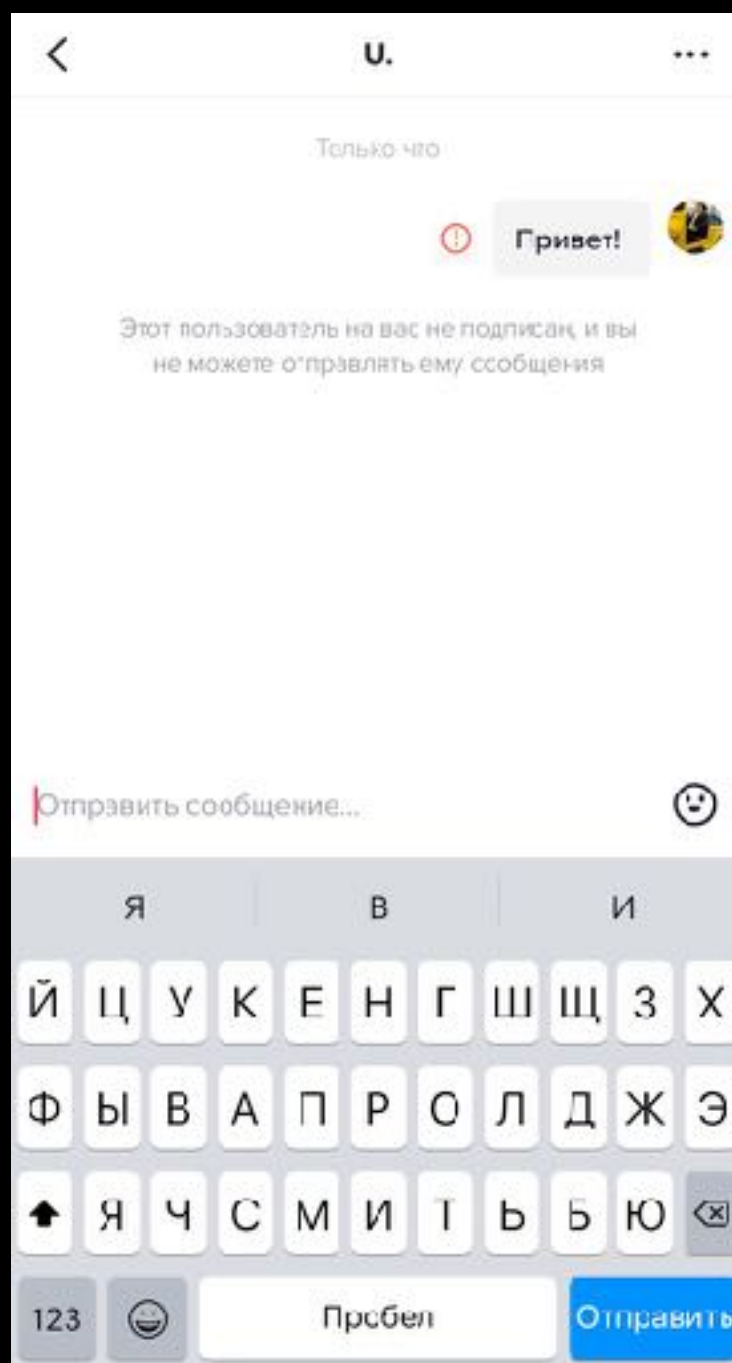 U.
Только что
Привет!
Этот пользователь на вас не подписан, и вы
не можете отправлять ему сообщения
Отправить сообщение...
я в и
Й Ц У К Е Н Г Ш Щ З Х
Ф Ы В А П Р О Л Д Ж Э
Я Ч С М И Т Ь Б Ю
123 Пробел Отправить